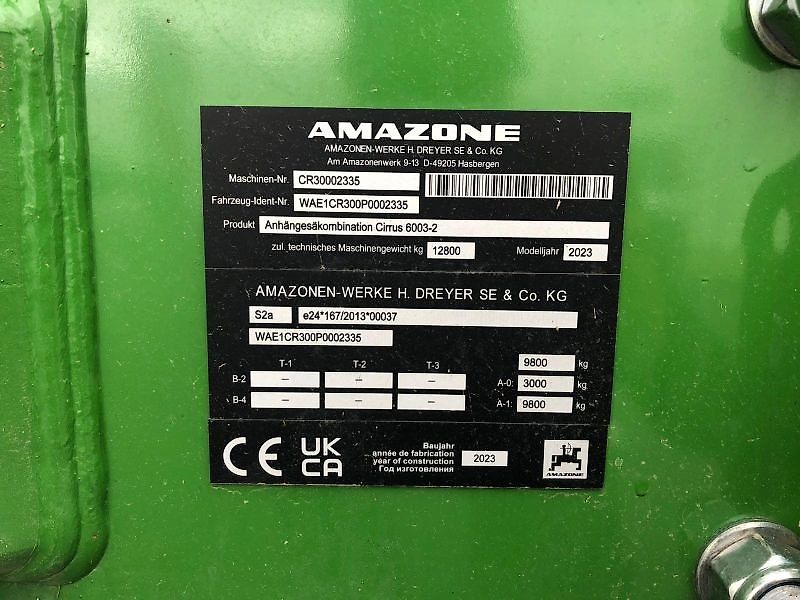 AMAZONE
AMAZONEN-WERKE H. DREYER SE & Co. KG
Am Amazonenwerk 9-13 D-49205 Hasbergen
Maschinen-Nr. CR30002335
Fahrzeug-Ident-Nr. WAE1CR300P0002335
Produkt Anhängesäkombination Cirrus 6003-2
zul. technisches Maschinengewicht kg 12800 Modelljahr 2023
AMAZONEN-WERKE H. DREYER SE & Co. KG
S2a e24*167/2013*00037
WAE1CR300P0002335
T-1 T-2 T-3 9800 kg
B-2 – – – A-0: 3000 kg
B-4 – – – A-1: 9800 kg
CE UK CA
Baujahr
année de fabrication
year of construction
Год изготовления
2023
AMAZONE